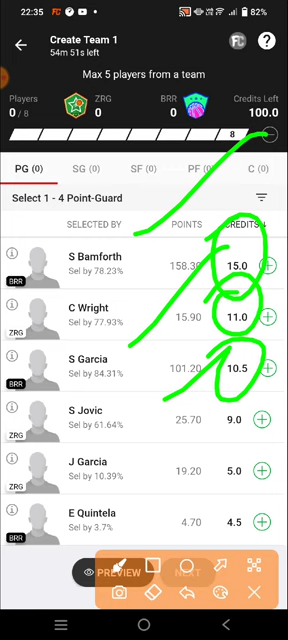 22:35 FC 82%
Create Team 1
54m 51s left
FC ?
Max 5 players from a team
Players ZRG BRR Credits Left
0 / 8 0 0 100.0
8
PG (0) SG (0) SF (0) PF (0) C (0)
Select 1 - 4 Point-Guard
SELECTED BY POINTS CREDITS ↓
S Bamforth
Sel by 78.23% 158.30 15.0
BRR
C Wright
Sel by 77.93% 15.90 11.0
ZRG
S Garcia
Sel by 84.31% 101.20 10.5
BRR
S Jovic
Sel by 61.64% 25.70 9.0
ZRG
J Garcia
Sel by 10.39% 19.20 5.0
ZRG
E Quintela
Sel by 3.7% 4.70 4.5
BRR
PREVIEW NEXT